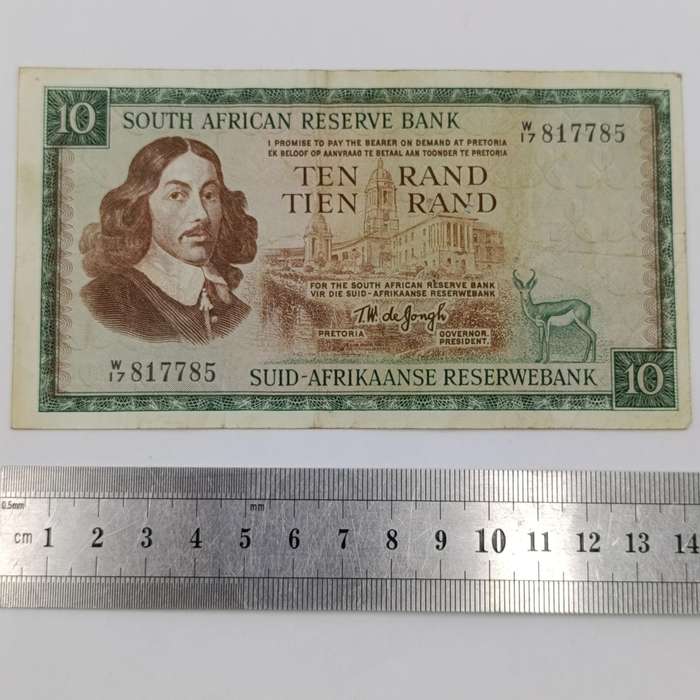 10
SOUTH AFRICAN RESERVE BANK
W/17 817785
I PROMISE TO PAY THE BEARER ON DEMAND AT PRETORIA
EK BELOOF OP AANVRAAG TE BETAAL AAN TOONDER TE PRETORIA
TEN RAND
TIEN RAND
FOR THE SOUTH AFRICAN RESERVE BANK
VIR DIE SUID-AFRIKAANSE RESERWEBANK
T.W. de Jongh
PRETORIA GOVERNOR.
PRESIDENT.
W/17 817785
SUID-AFRIKAANSE RESERWEBANK
10
0.5mm mm
cm 1 2 3 4 5 6 7 8 9 10 11 12 13 14